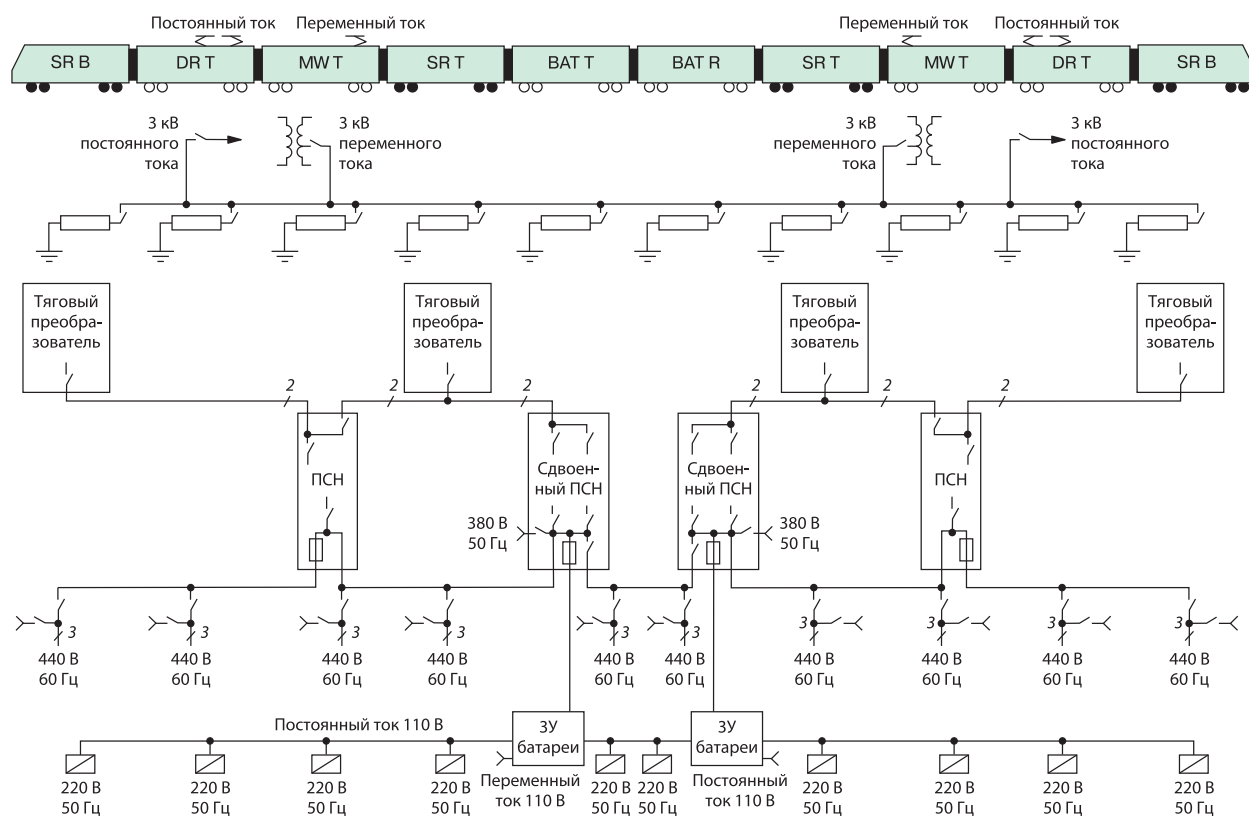 Постоянный ток Переменный ток Переменный ток Постоянный ток
SR B DR T MW T SR T BAT T BAT R SR T MW T DR T SR B
3 кВ
постоянного
тока
3 кВ
переменного
тока
3 кВ
переменного
тока
3 кВ
постоянного
тока
Тяговый
преобра-
зователь
Тяговый
преобра-
зователь
Тяговый
преобра-
зователь
Тяговый
преобра-
зователь
2 2 2 2 2 2
ПСН
Сдвоен-
ный ПСН
Сдвоен-
ный ПСН
ПСН
380 В
50 Гц
380 В
50 Гц
3 3 3 3 3 3 3 3 3 3
440 В
60 Гц
440 В
60 Гц
440 В
60 Гц
440 В
60 Гц
440 В
60 Гц
440 В
60 Гц
440 В
60 Гц
440 В
60 Гц
440 В
60 Гц
440 В
60 Гц
Постоянный ток 110 В
ЗУ
батареи
ЗУ
батареи
Переменный
ток 110 В
Постоянный
ток 110 В
220 В
50 Гц
220 В
50 Гц
220 В
50 Гц
220 В
50 Гц
220 В
50 Гц
220 В
50 Гц
220 В
50 Гц
220 В
50 Гц
220 В
50 Гц
220 В
50 Гц